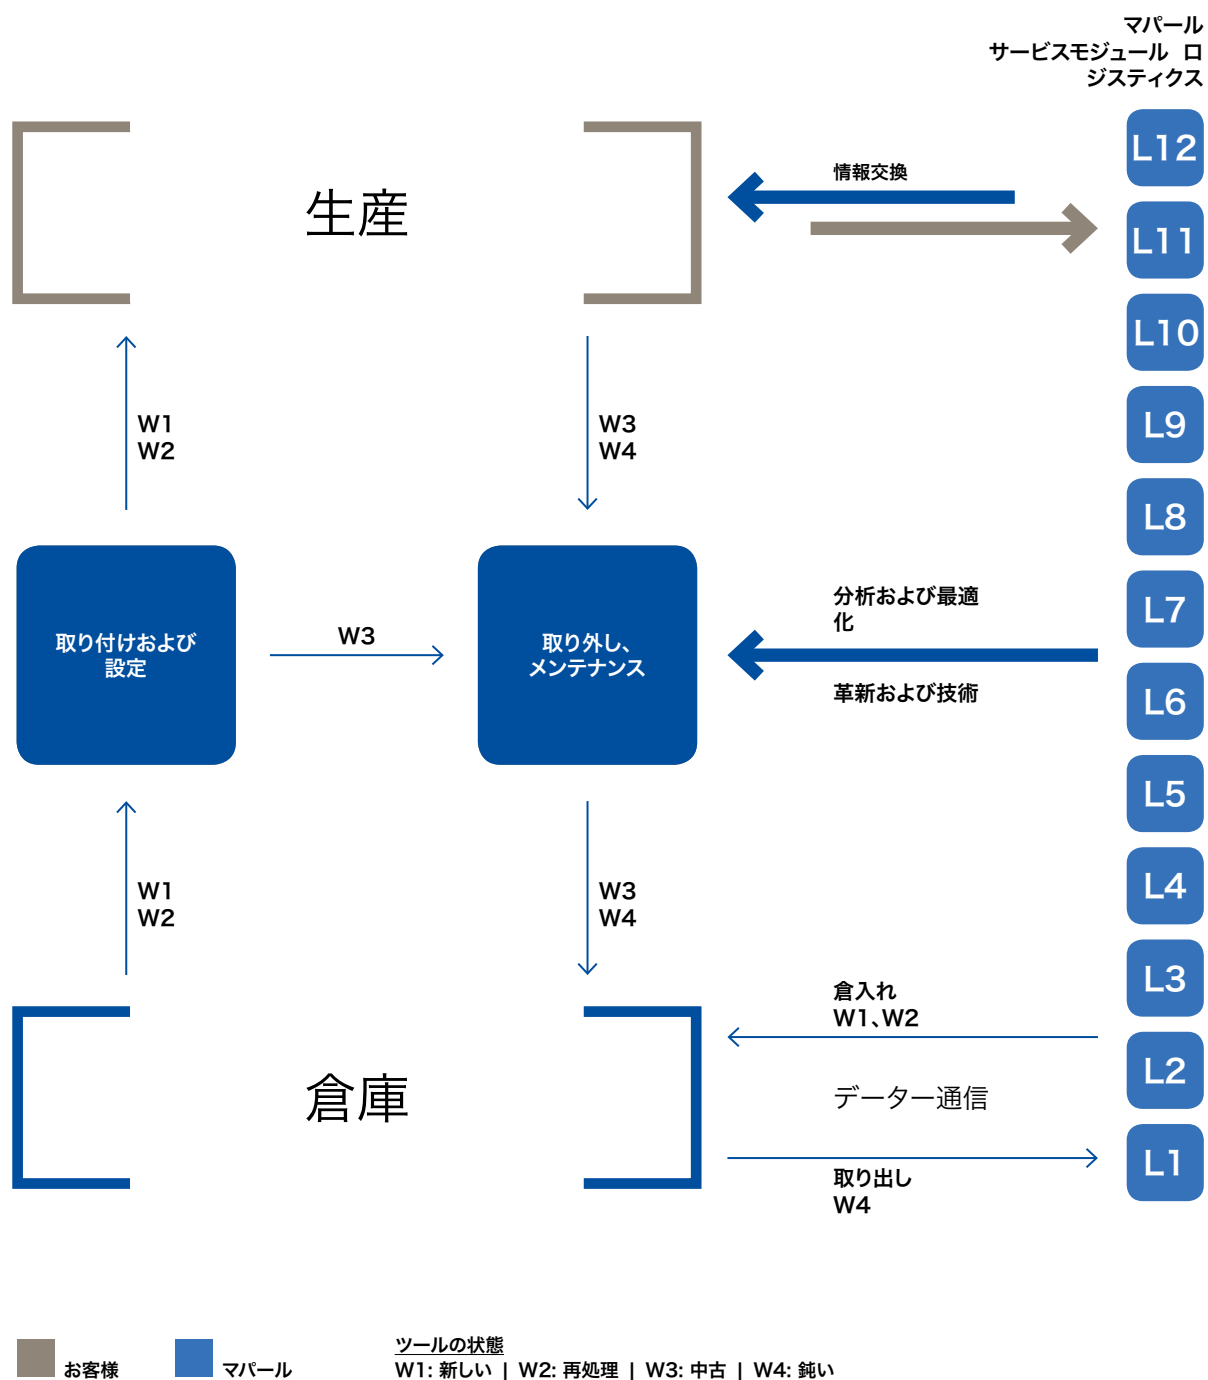 マパール
サービスモジュール ロ
ジスティクス
L12
情報交換
生産
L11
L10
L9
W1
W2
W3
W4
L8
分析および最適
化
L7
取り付けおよび
設定
W3
取り外し、
メンテナンス
革新および技術
L6
L5
W1
W2
W3
W4
L4
L3
倉入れ
W1、W2
L2
倉庫
データー通信
L1
取り出し
W4
お客様
マパール
ツールの状態
W1: 新しい | W2: 再処理 | W3: 中古 | W4: 鈍い